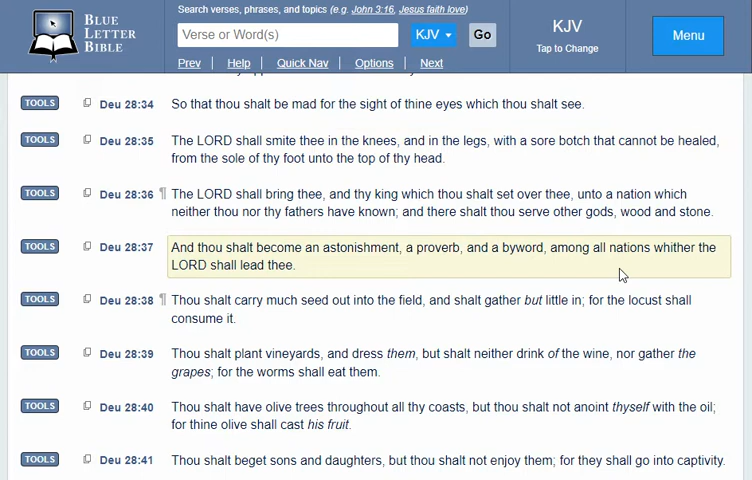 Search verses, phrases, and topics (e.g. John 3:16, Jesus faith love)
BLUE
LETTER
BIBLE
Verse or Word(s)
KJV
Go
KJV
Tap to Change
Menu
Prev | Help | Quick Nav | Options | Next
TOOLS Deu 28:34 So that thou shalt be mad for the sight of thine eyes which thou shalt see.
TOOLS Deu 28:35 The LORD shall smite thee in the knees, and in the legs, with a sore botch that cannot be healed,
from the sole of thy foot unto the top of thy head.
TOOLS Deu 28:36 ¶ The LORD shall bring thee, and thy king which thou shalt set over thee, unto a nation which
neither thou nor thy fathers have known; and there shalt thou serve other gods, wood and stone.
TOOLS Deu 28:37 And thou shalt become an astonishment, a proverb, and a byword, among all nations whither the
LORD shall lead thee.
TOOLS Deu 28:38 ¶ Thou shalt carry much seed out into the field, and shalt gather but little in; for the locust shall
consume it.
TOOLS Deu 28:39 Thou shalt plant vineyards, and dress them, but shalt neither drink of the wine, nor gather the
grapes; for the worms shall eat them.
TOOLS Deu 28:40 Thou shalt have olive trees throughout all thy coasts, but thou shalt not anoint thyself with the oil;
for thine olive shall cast his fruit.
TOOLS Deu 28:41 Thou shalt beget sons and daughters, but thou shalt not enjoy them; for they shall go into captivity.